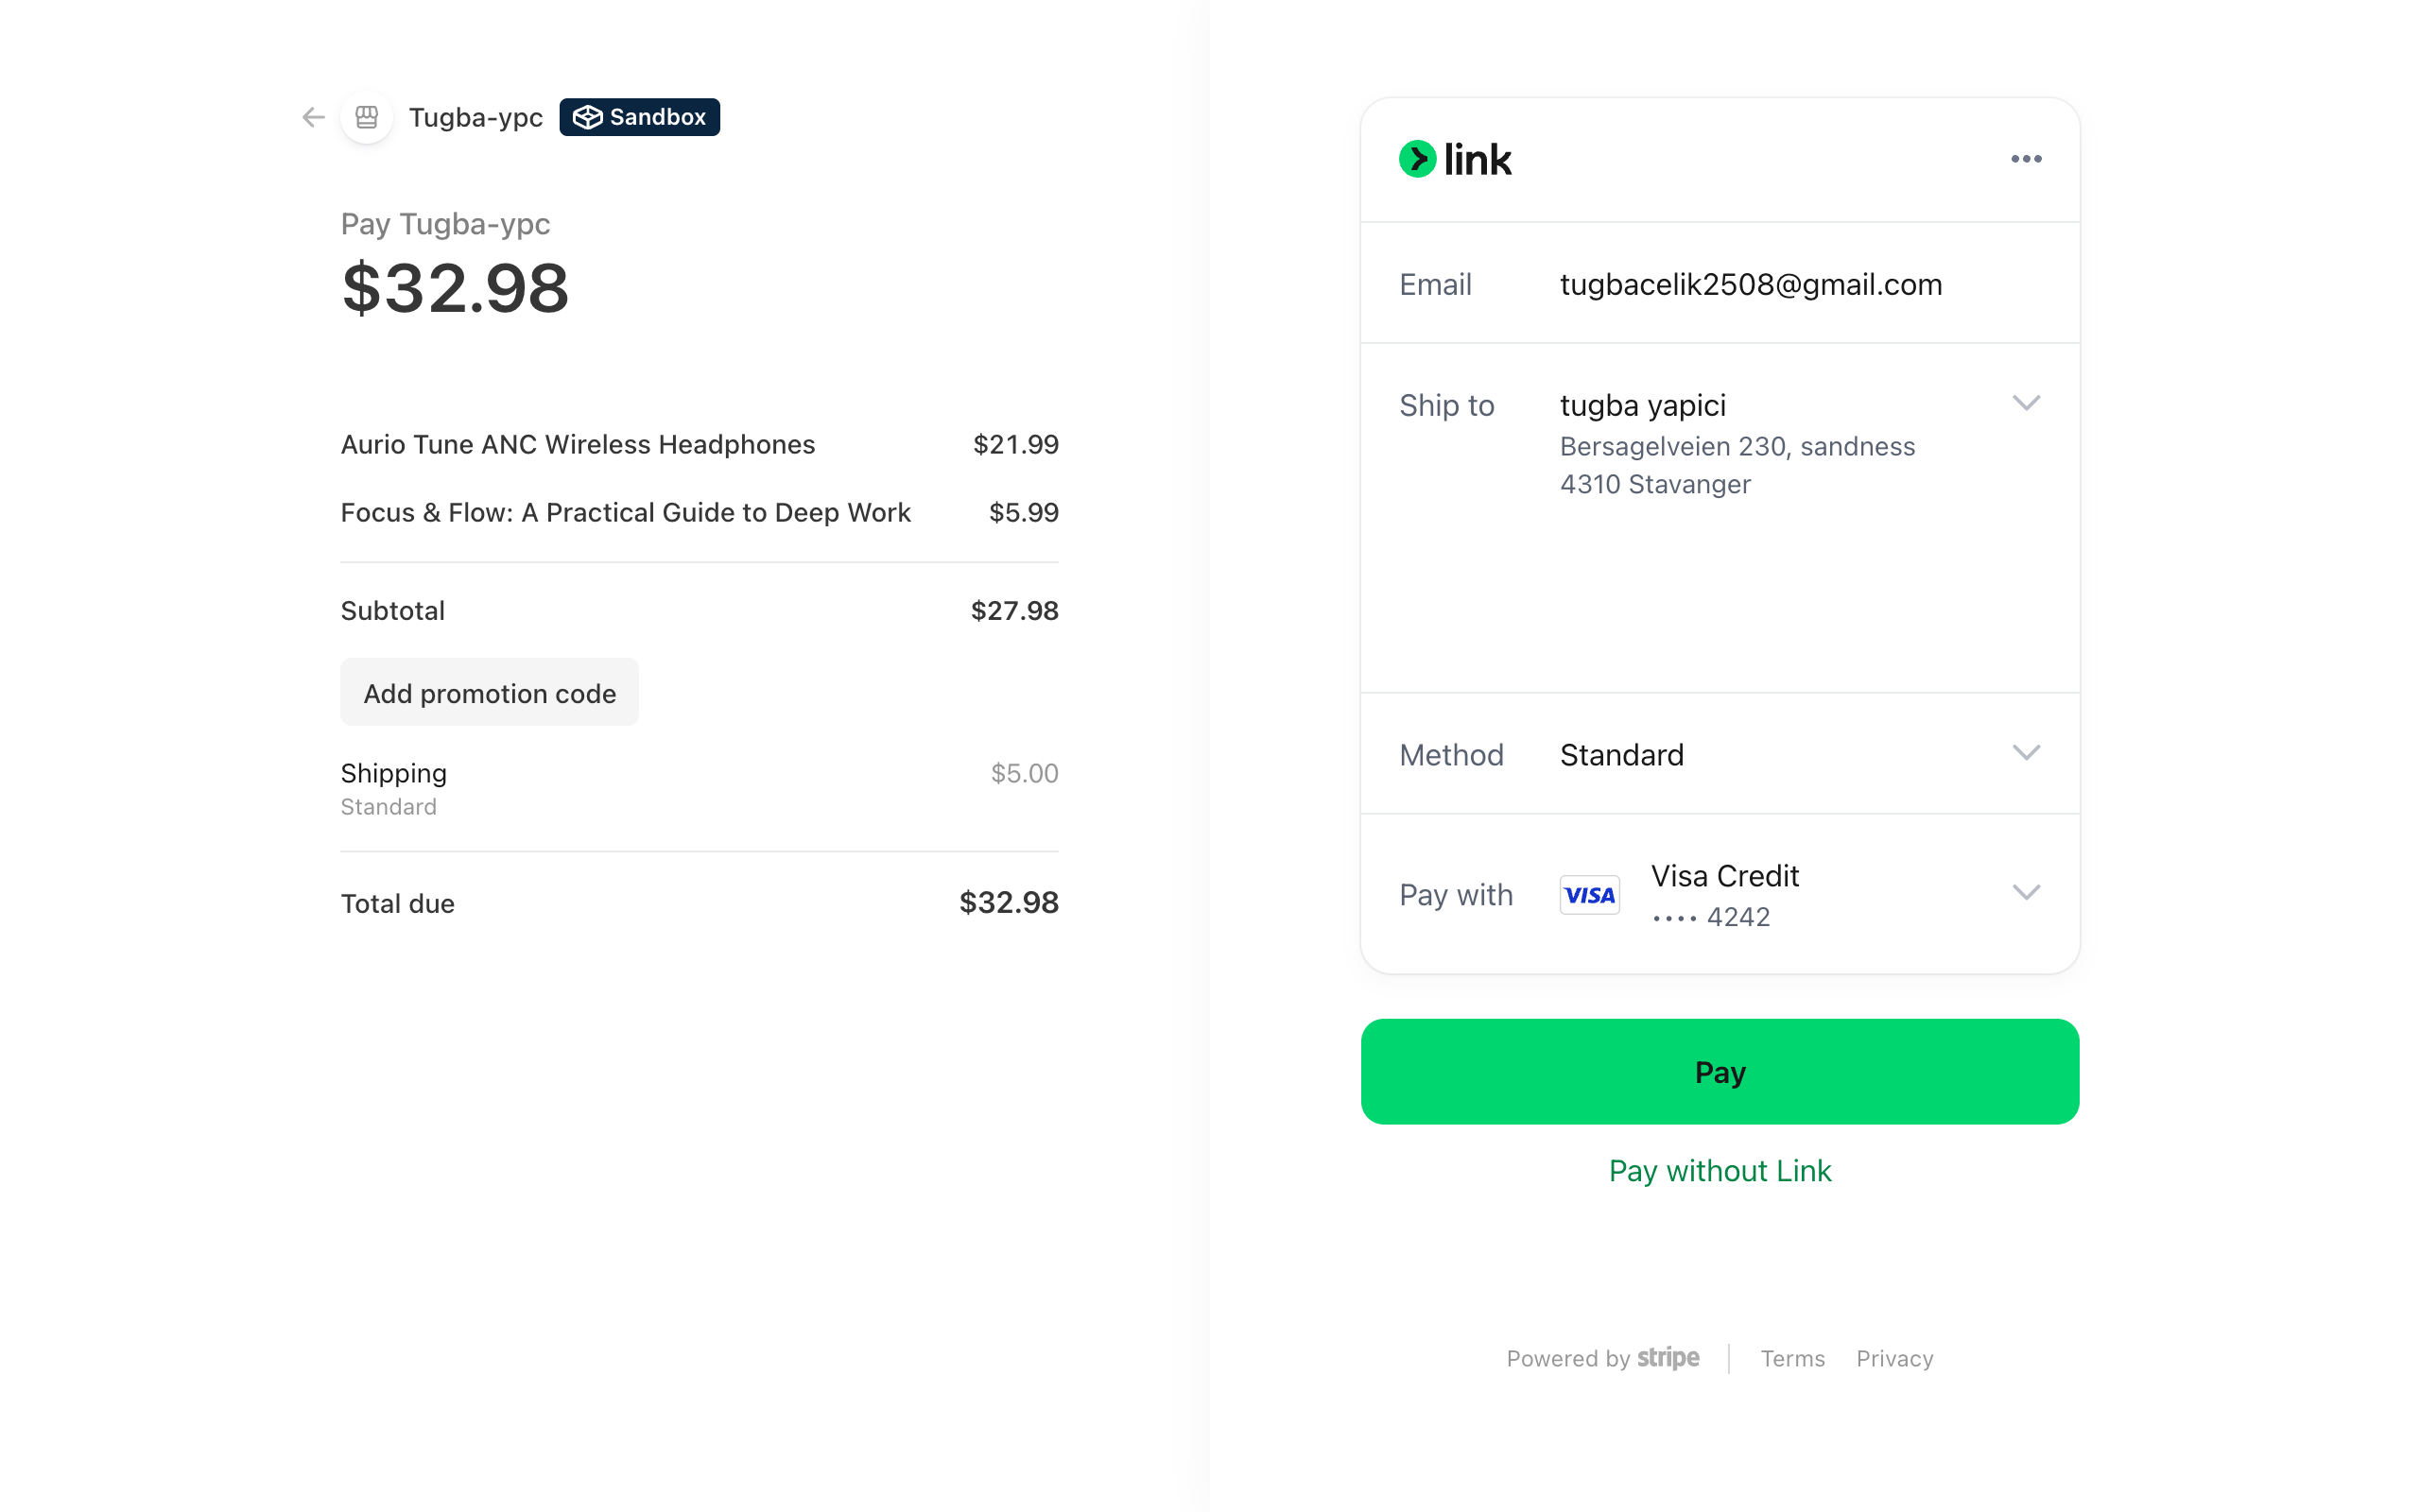 Tugba-ypc
Sandbox
Pay Tugba-ypc
$32.98
Aurio Tune ANC Wireless Headphones $21.99
Focus & Flow: A Practical Guide to Deep Work $5.99
Subtotal $27.98
Add promotion code
Shipping $5.00
Standard
Total due $32.98
link
Email tugbacelik2508@gmail.com
Ship to tugba yapici
Bersagelveien 230, sandness
4310 Stavanger
Method Standard
Pay with VISA Visa Credit
•••• 4242
Pay
Pay without Link
Powered by stripe
Terms Privacy